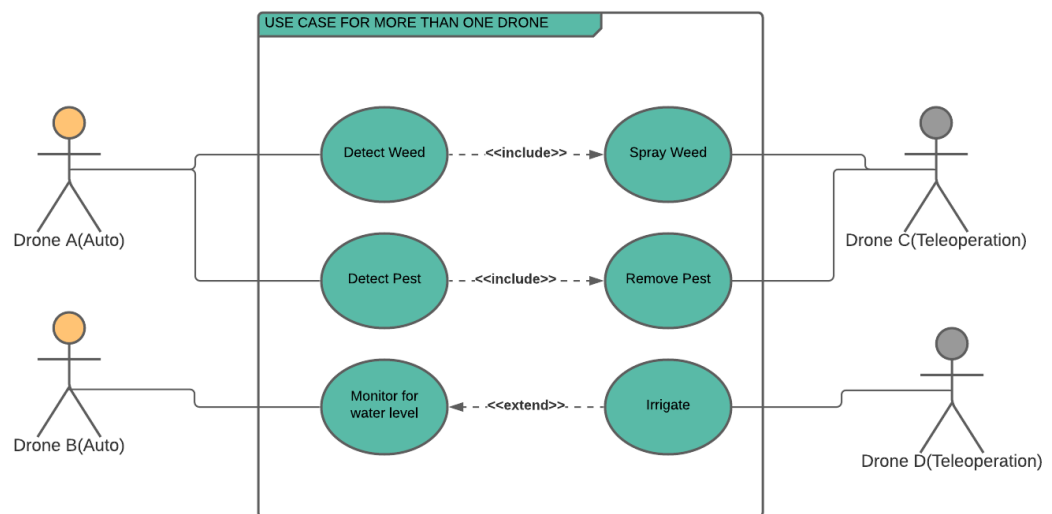 USE CASE FOR MORE THAN ONE DRONE
Detect Weed
<<include>>
Spray Weed
Drone A(Auto)
Drone C(Teleoperation)
Detect Pest
<<include>>
Remove Pest
Monitor for
water level
<<extend>>
Irrigate
Drone B(Auto)
Drone D(Teleoperation)